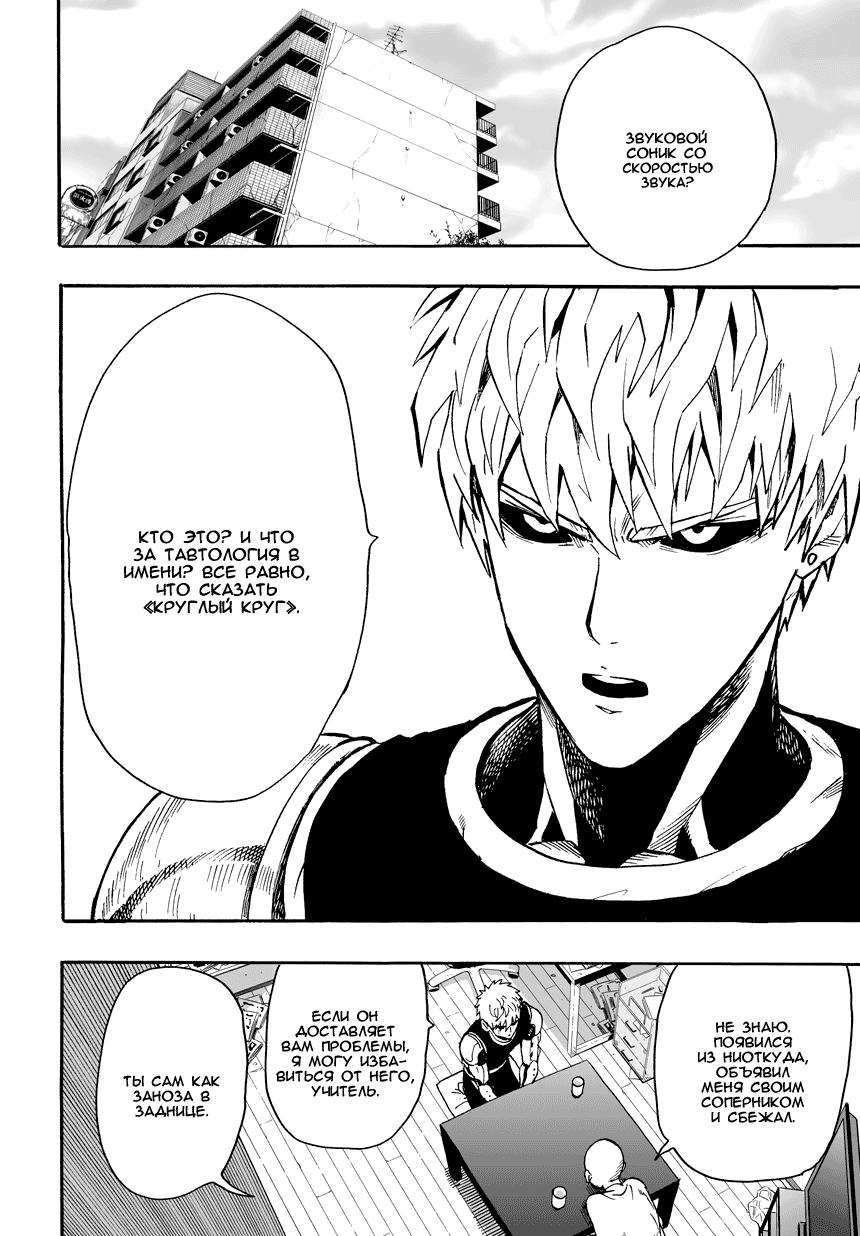 ЗВУКОВОЙ
СОНИК СО
СКОРОСТЬЮ
ЗВУКА?
КТО ЭТО? И ЧТО
ЗА ТАВТОЛОГИЯ В
ИМЕНИ? ВСЕ РАВНО,
ЧТО СКАЗАТЬ
《КРУГЛЫЙ КРУГ》.
НЕ ЗНАЮ.
ПОЯВИЛСЯ
ИЗ НИОТКУДА,
ОБЪЯВИЛ
МЕНЯ СВОИМ
СОПЕРНИКОМ
И СБЕЖАЛ.
ЕСЛИ ОН
ДОСТАВЛЯЕТ
ВАМ ПРОБЛЕМЫ,
Я МОГУ ИЗБА-
ВИТЬСЯ ОТ НЕГО,
УЧИТЕЛЬ.
ТЫ САМ КАК
ЗАНОЗА В
ЗАДНИЦЕ.